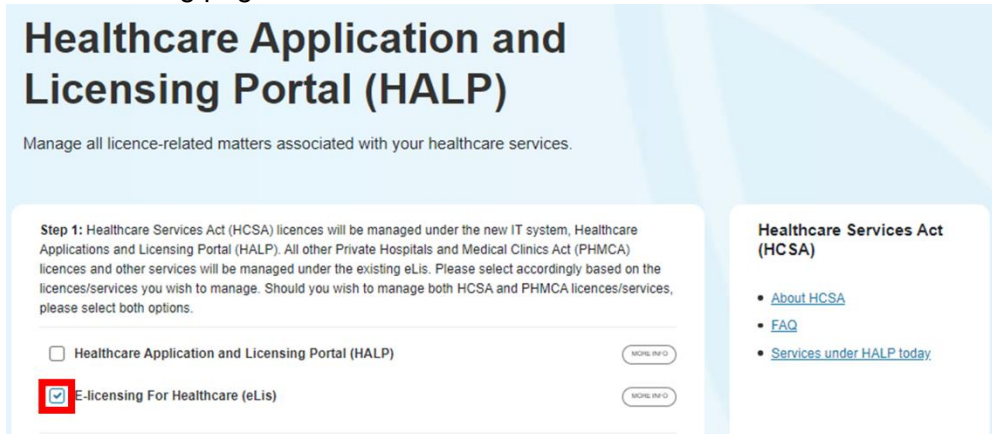 Healthcare Application and
Licensing Portal (HALP)
Manage all licence-related matters associated with your healthcare services.
Step 1: Healthcare Services Act (HCSA) licences will be managed under the new IT system, Healthcare
Applications and Licensing Portal (HALP). All other Private Hospitals and Medical Clinics Act (PHMCA)
licences and other services will be managed under the existing eLis. Please select accordingly based on the
licences/services you wish to manage. Should you wish to manage both HCSA and PHMCA licences/services,
please select both options.
Healthcare Application and Licensing Portal (HALP)
MORE INFO
E-licensing For Healthcare (eLis)
MORE INFO
Healthcare Services Act
(HCSA)
About HCSA
FAQ
Services under HALP today